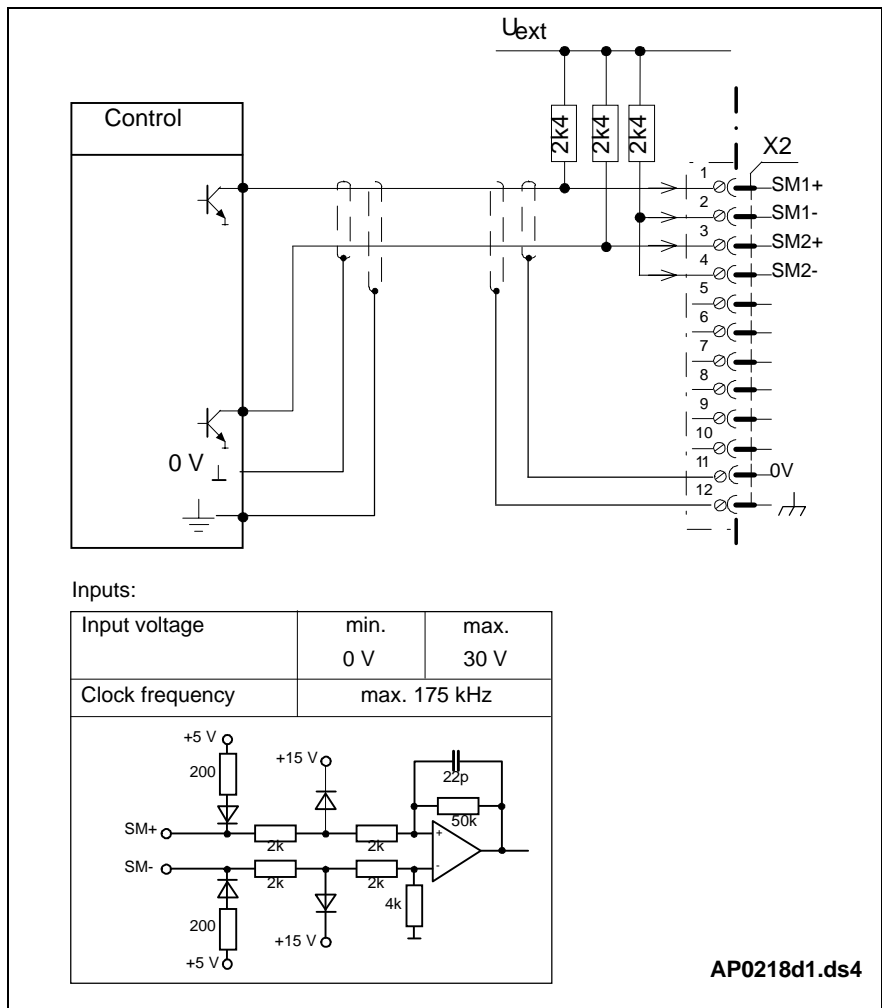 Uext
Control
2k4
2k4
2k4
X2
1
SM1+
2
SM1-
3
SM2+
4
SM2-
5
6
7
8
9
10
11
0V
12
0 V
Inputs:
Input voltage
min.
max.
0 V
30 V
Clock frequency
max. 175 kHz
+5 V
+15 V
200
22p
50k
SM+
2k
2k
+
SM-
2k
2k
-
4k
200
+15 V
+5 V
AP0218d1.ds4